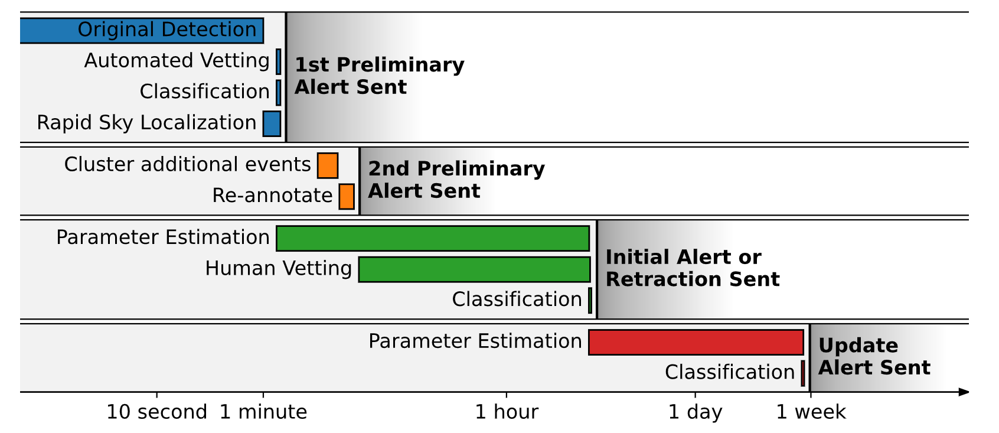 Original Detection
Automated Vetting
Classification
Rapid Sky Localization
1st Preliminary
Alert Sent
Cluster additional events
Re-annotate
2nd Preliminary
Alert Sent
Parameter Estimation
Human Vetting
Classification
Initial Alert or
Retraction Sent
Parameter Estimation
Classification
Update
Alert Sent
10 second 1 minute 1 hour 1 day 1 week